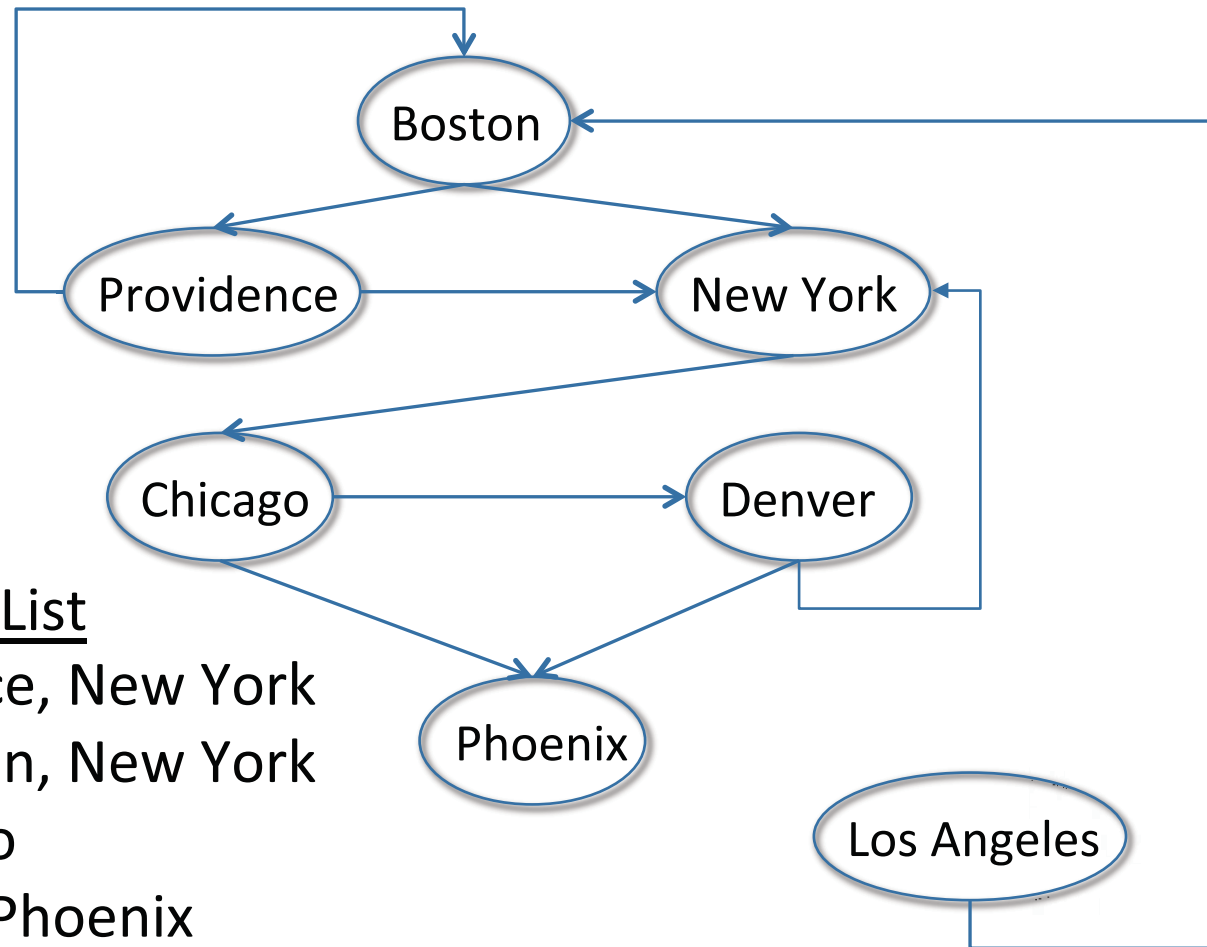 Boston
Providence
New York
Chicago
Denver
List
ce, New York
Phoenix
n, New York
Los Angeles
o
Phoenix